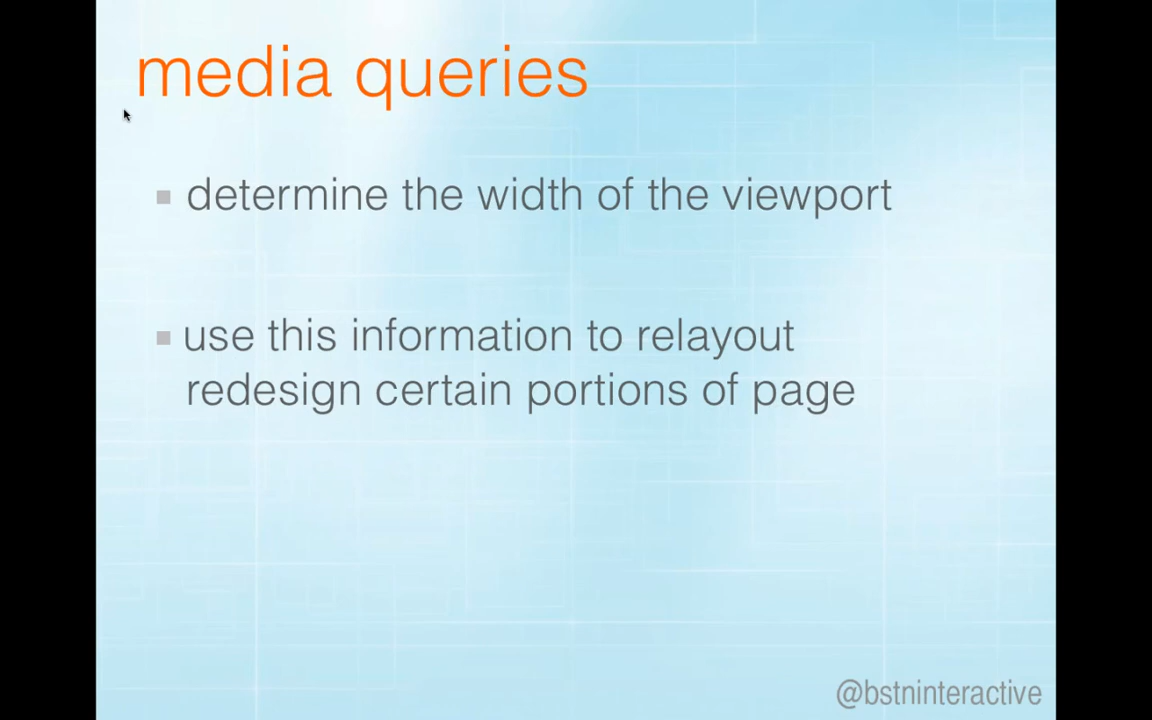 media queries
determine the width of the viewport
use this information to relayout
redesign certain portions of page
@bstninteractive